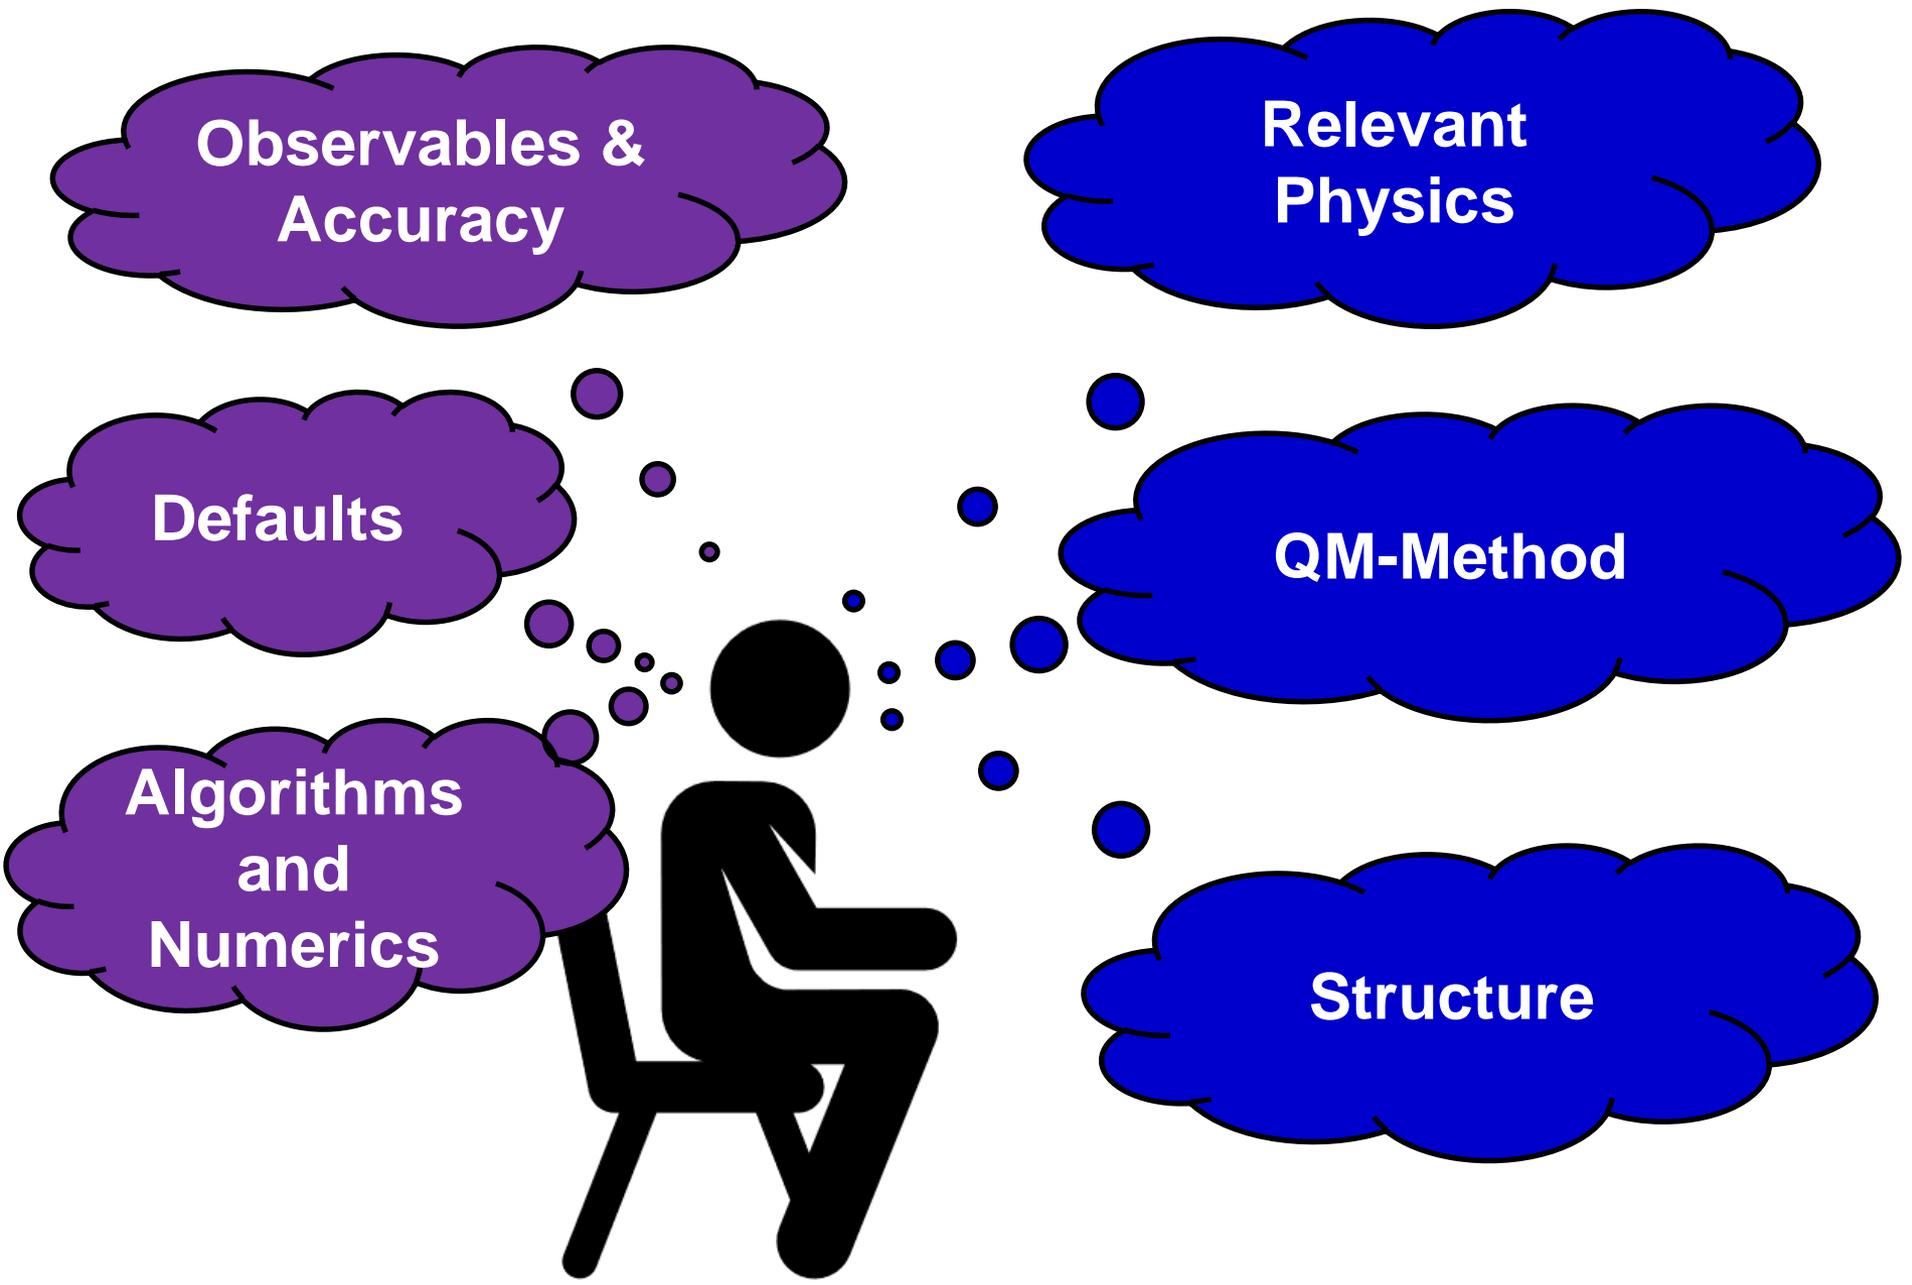 Observables &
Accuracy
Relevant
Physics
Defaults
QM-Method
Algorithms
and
Numerics
Structure